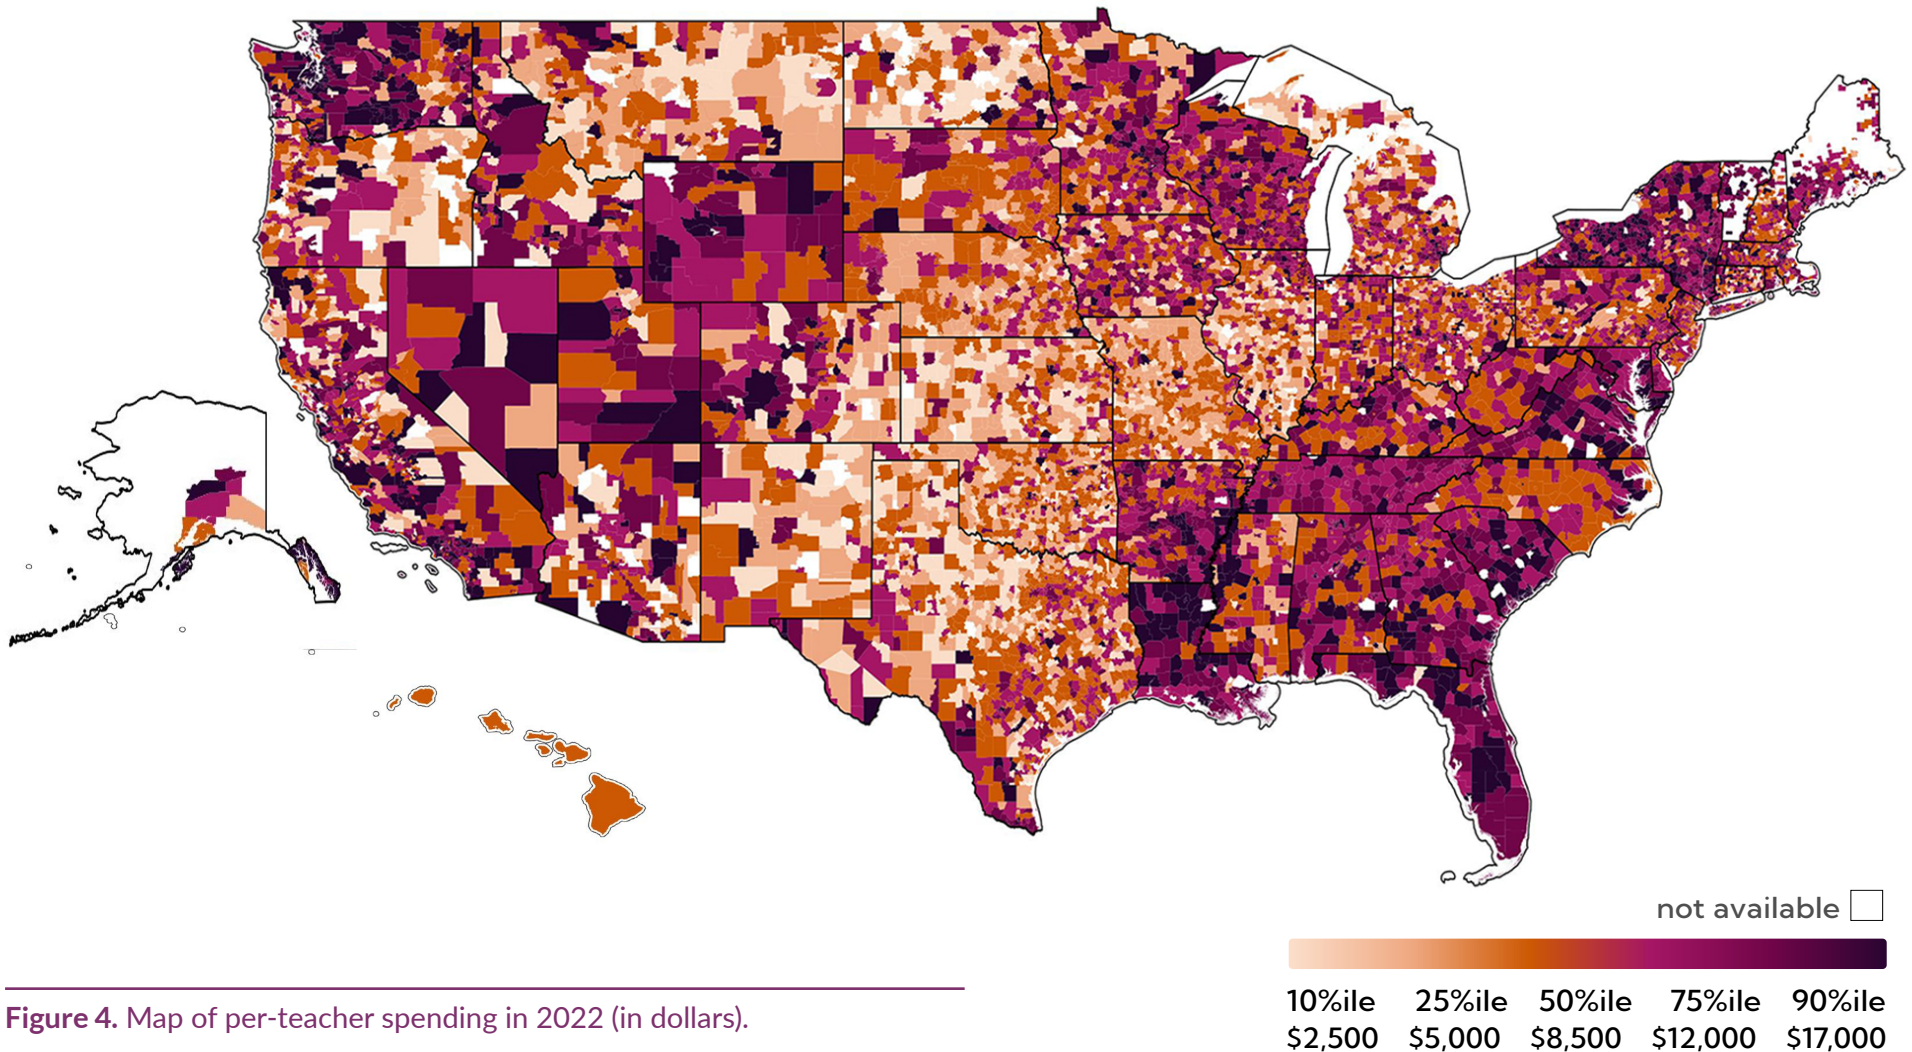 not available
10%ile 25%ile 50%ile 75%ile 90%ile
$2,500 $5,000 $8,500 $12,000 $17,000
Figure 4. Map of per-teacher spending in 2022 (in dollars).